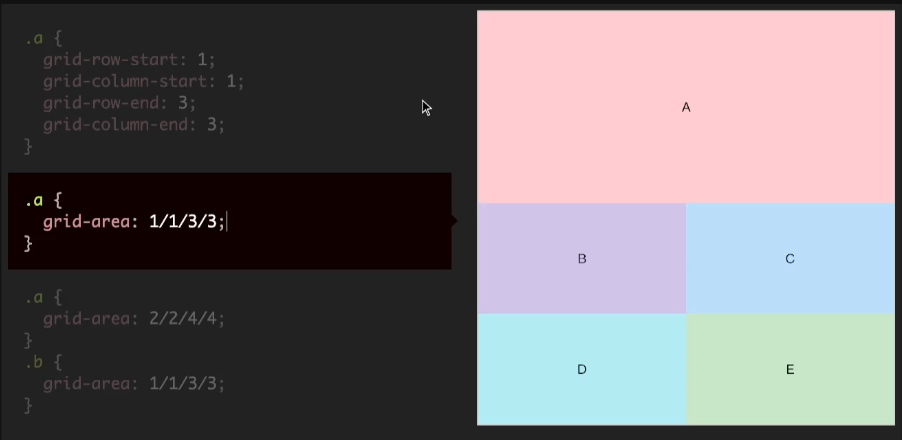 .a {
  grid-row-start: 1;
  grid-column-start: 1;
  grid-row-end: 3;
  grid-column-end: 3;
}
.a {
  grid-area: 1/1/3/3;
}
.a {
  grid-area: 2/2/4/4;
}
.b {
  grid-area: 1/1/3/3;
}
A
B C
D E